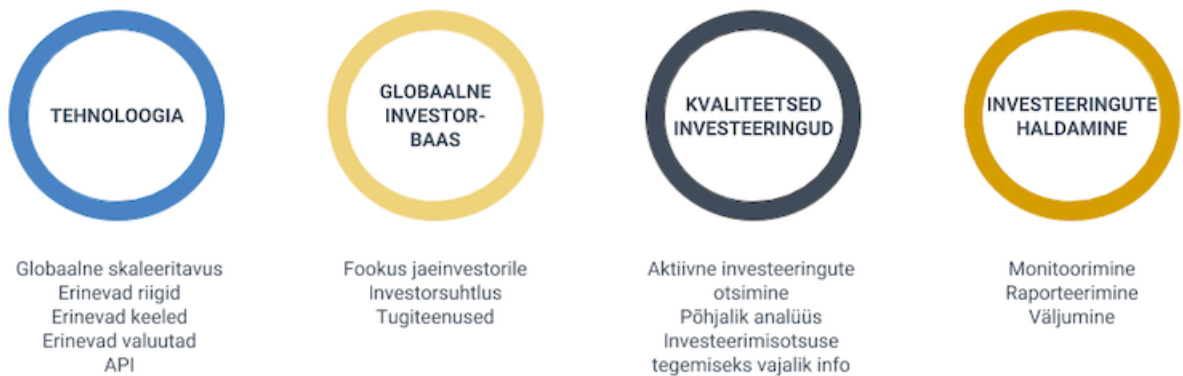 TEHNOLOOGIA
GLOBAALNE
INVESTOR-
BAAS
KVALITEETSED
INVESTEERINGUD
INVESTEERINGUTE
HALDAMINE
Globaalne skaleeritavus
Erinevad riigid
Erinevad keeled
Erinevad valuutad
API
Fookus jaeinvestorile
Investorsuhtlus
Tugiteenused
Aktiivne investeeringute
otsimine
Põhjalik analüüs
Investeerimisotsuse
tegemiseks vajalik info
Monitoorimine
Raporteerimine
Väljumine